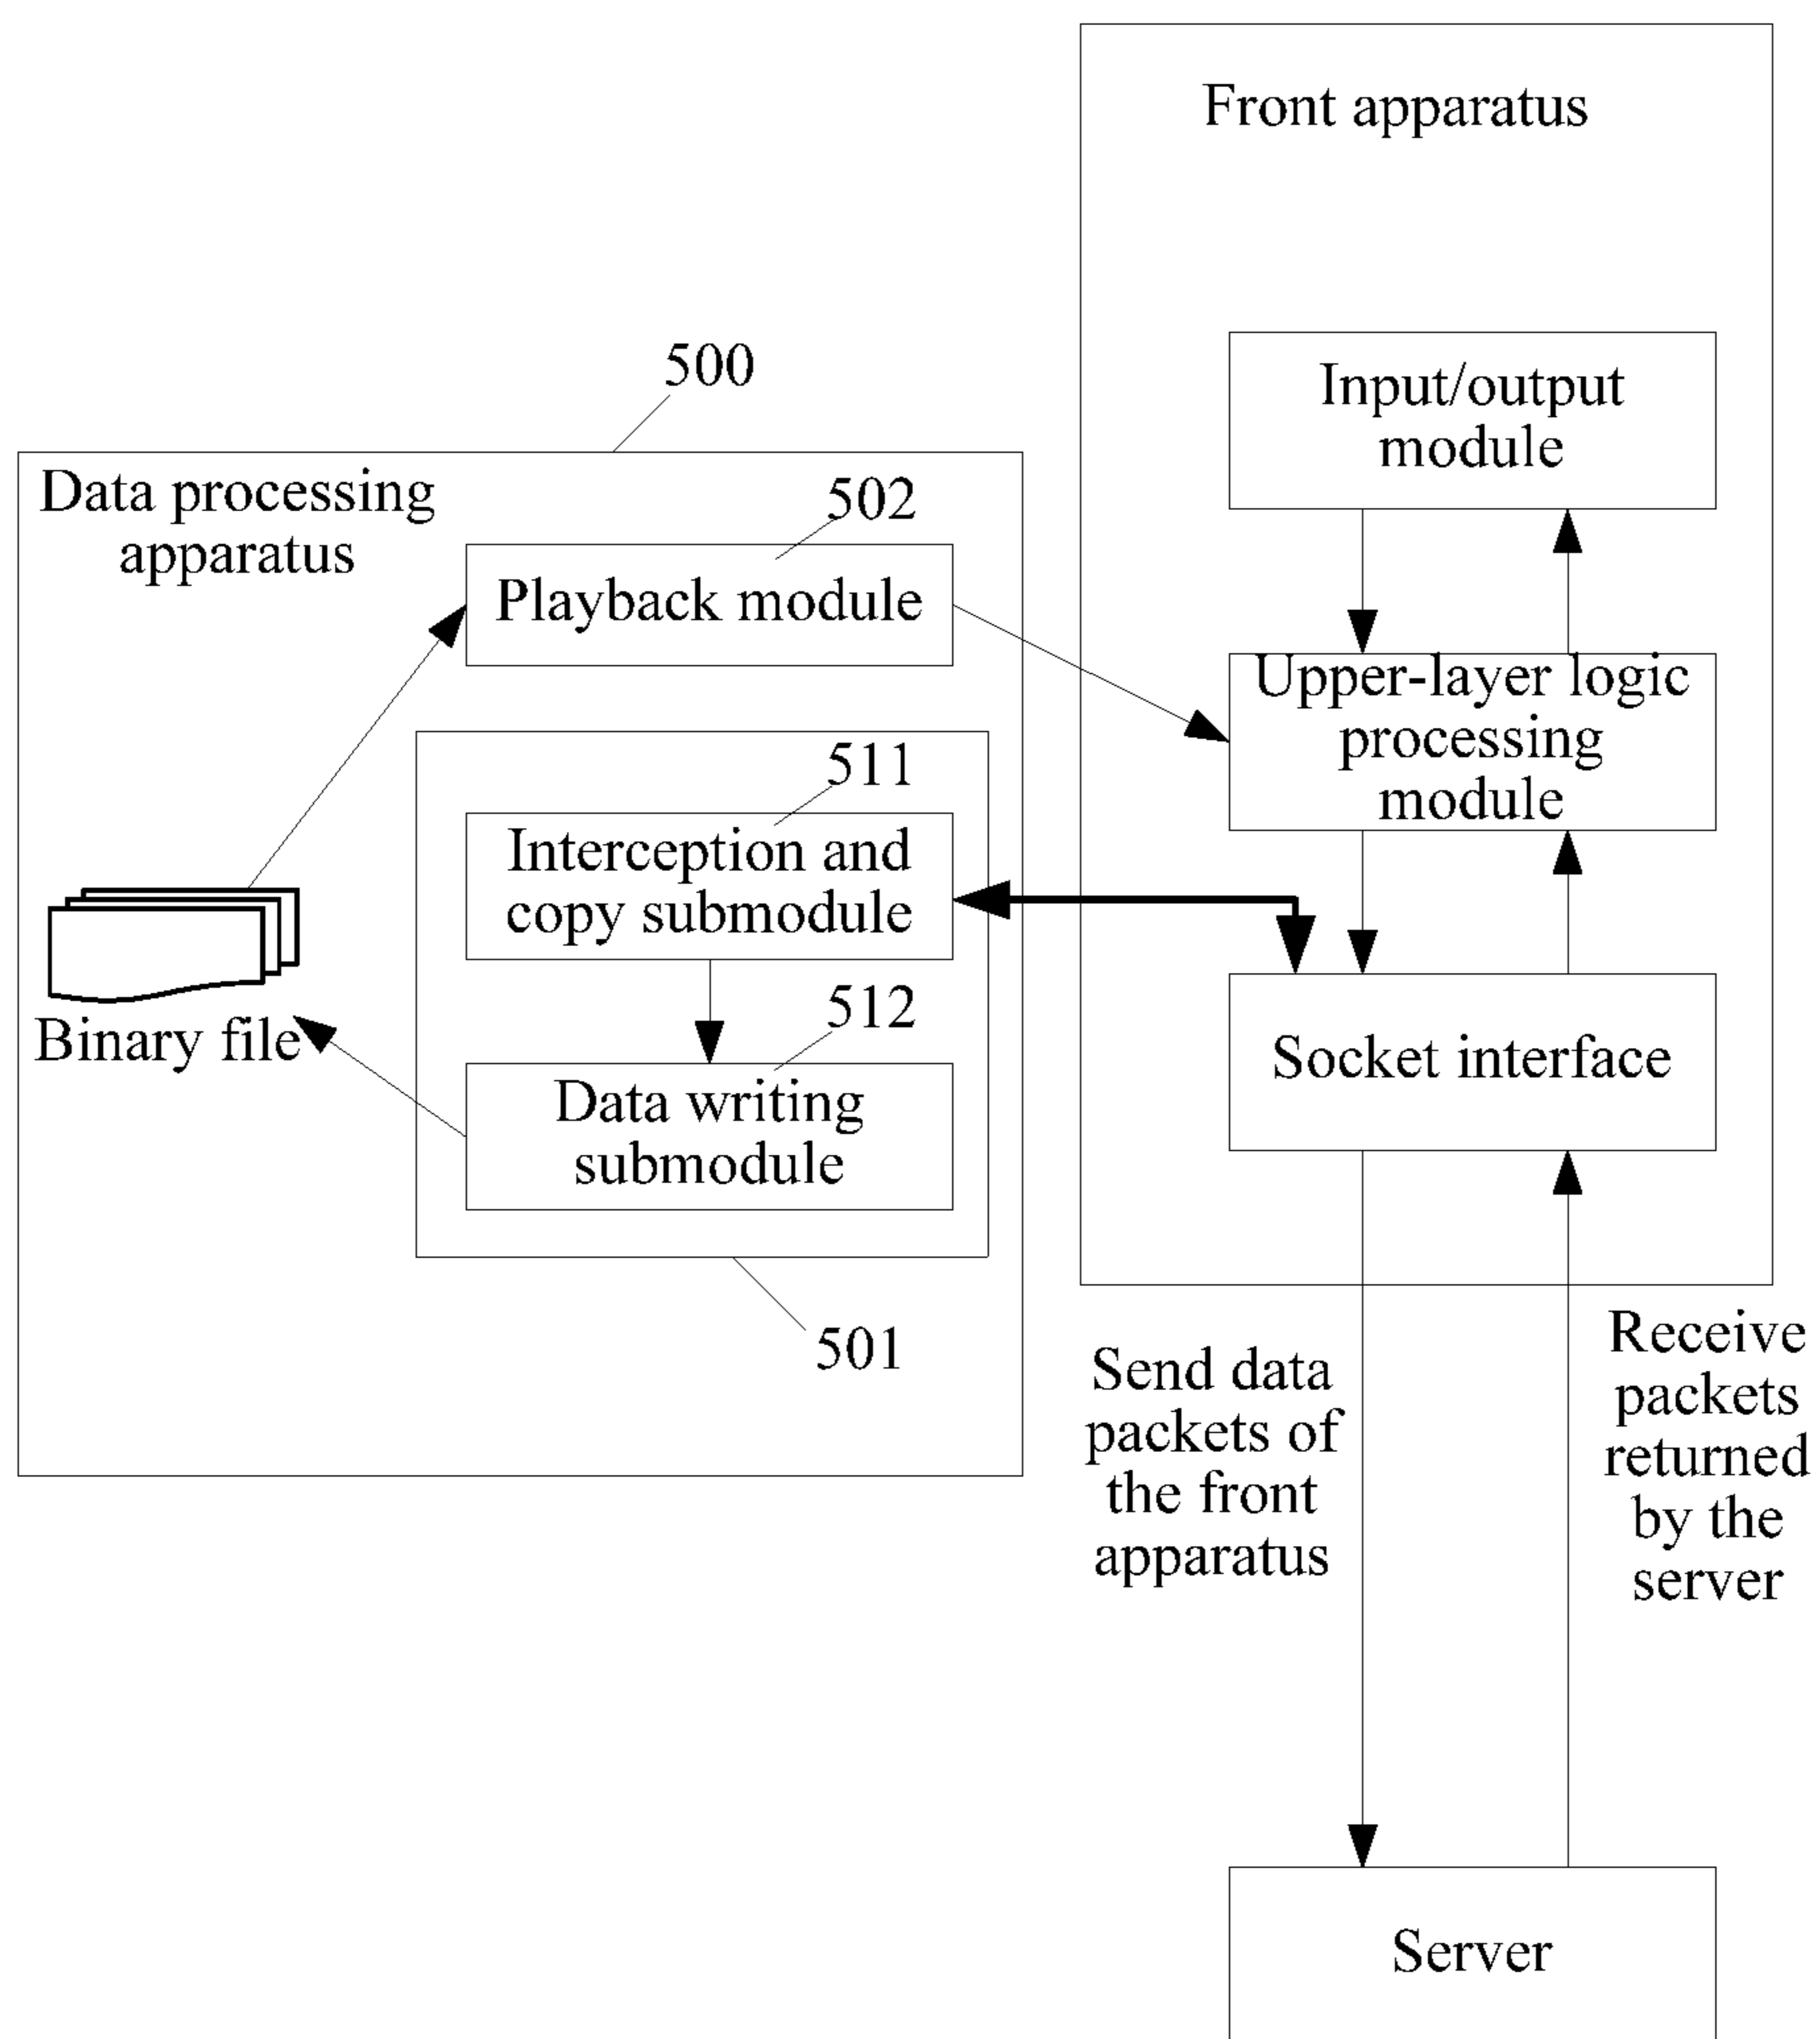 Front apparatus
Input/output
module
500
Data processing
apparatus
502
Playback module
Upper-layer logic
processing
module
511
Interception and
copy submodule
512
Binary file
Data writing
submodule
Socket interface
501
Send data
packets of
the front
apparatus
Receive
packets
returned
by the
server
Server